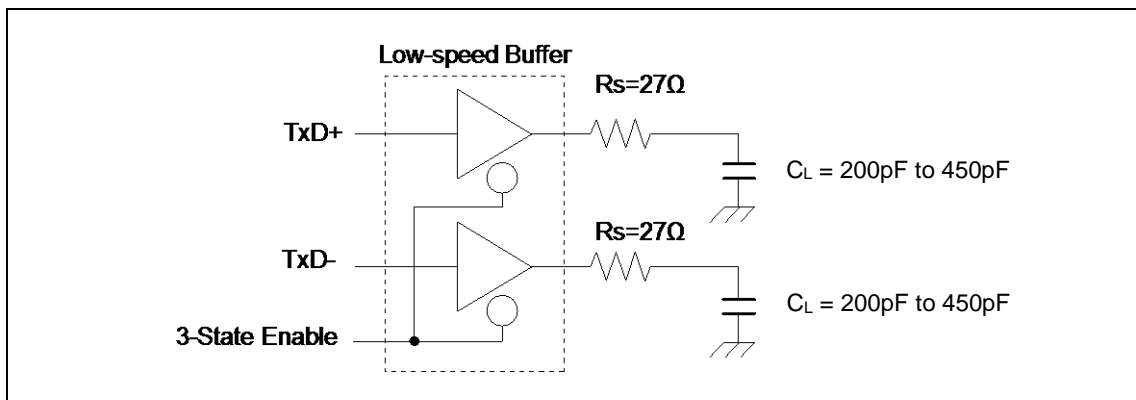 Low-speed Buffer
Rs=27Ω
TxD+
CL = 200pF to 450pF
Rs=27Ω
TxD-
CL = 200pF to 450pF
3-State Enable